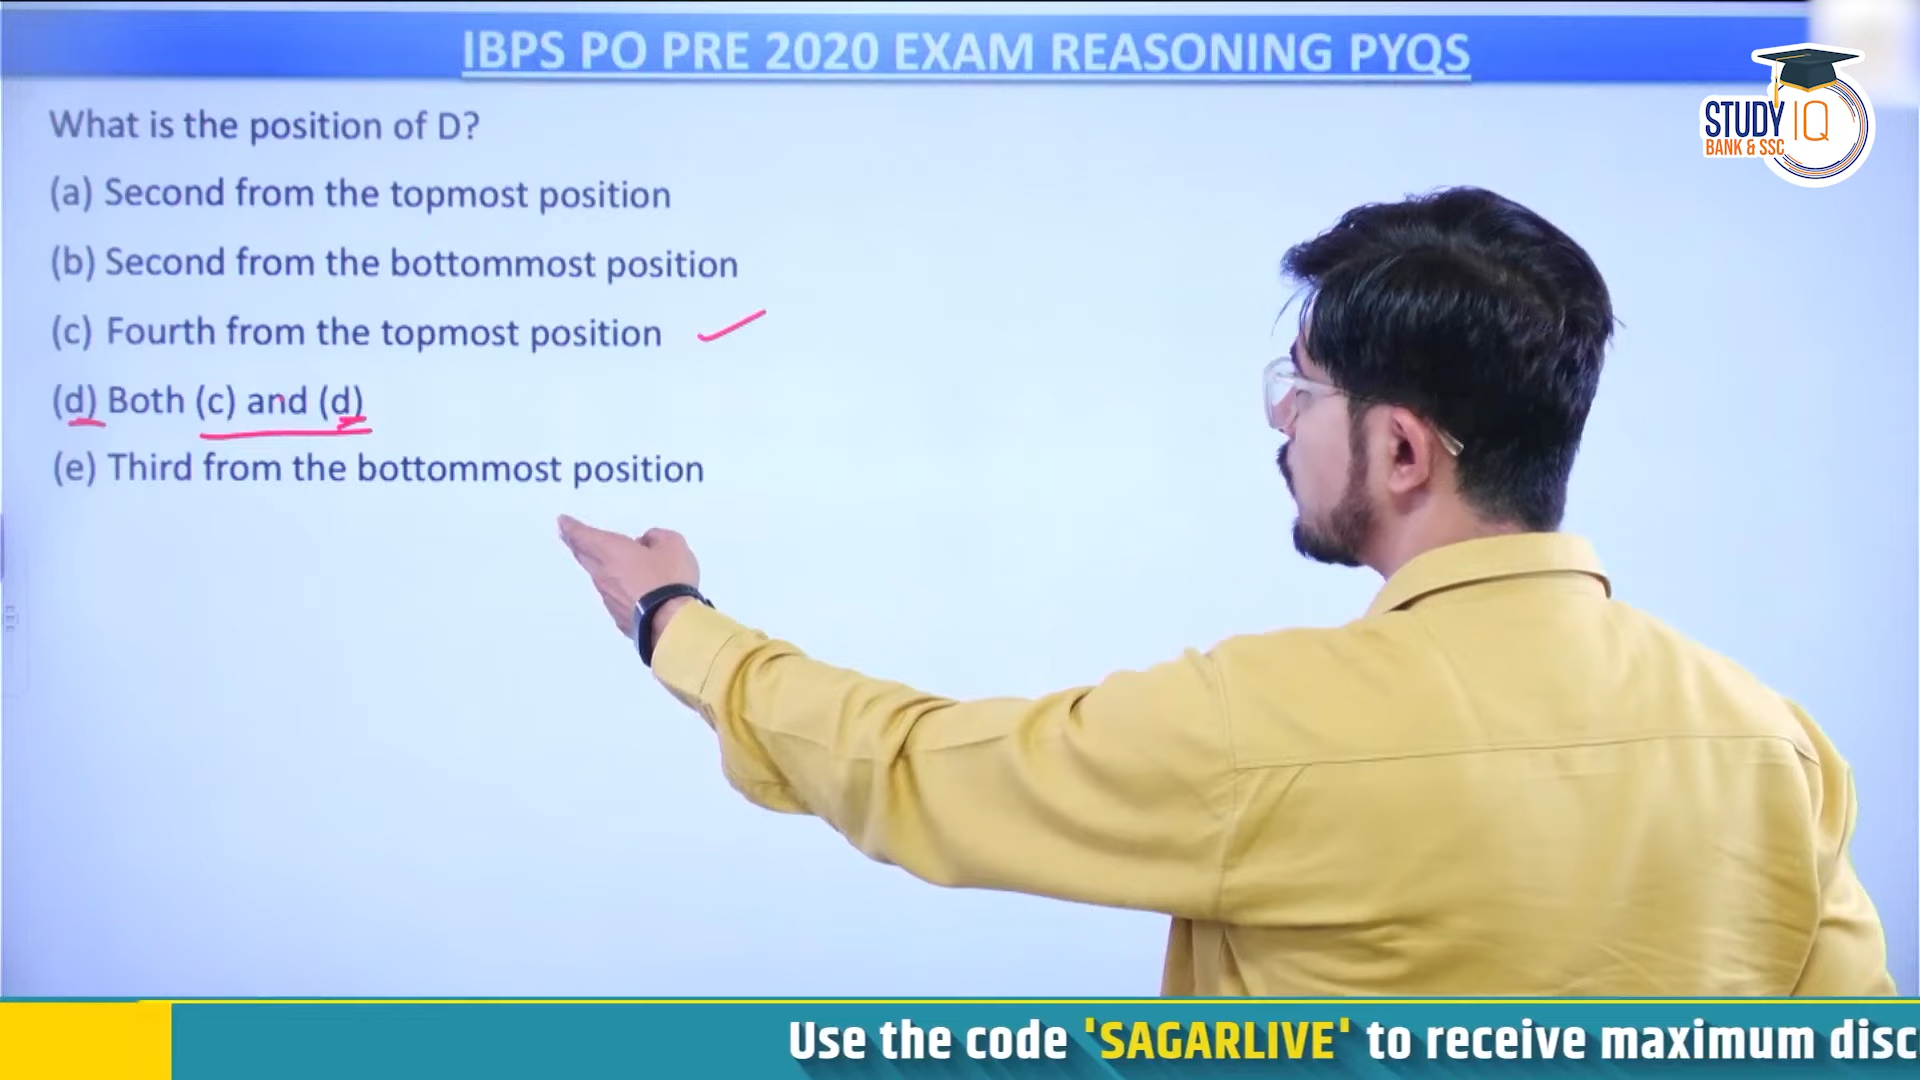 IBPS PO PRE 2020 EXAM REASONING PYQS
STUDY IQ
BANK & SSC
What is the position of D?
(a) Second from the topmost position
(b) Second from the bottommost position
(c) Fourth from the topmost position
(d) Both (c) and (d)
(e) Third from the bottommost position
Use the code 'SAGARLIVE' to receive maximum disc